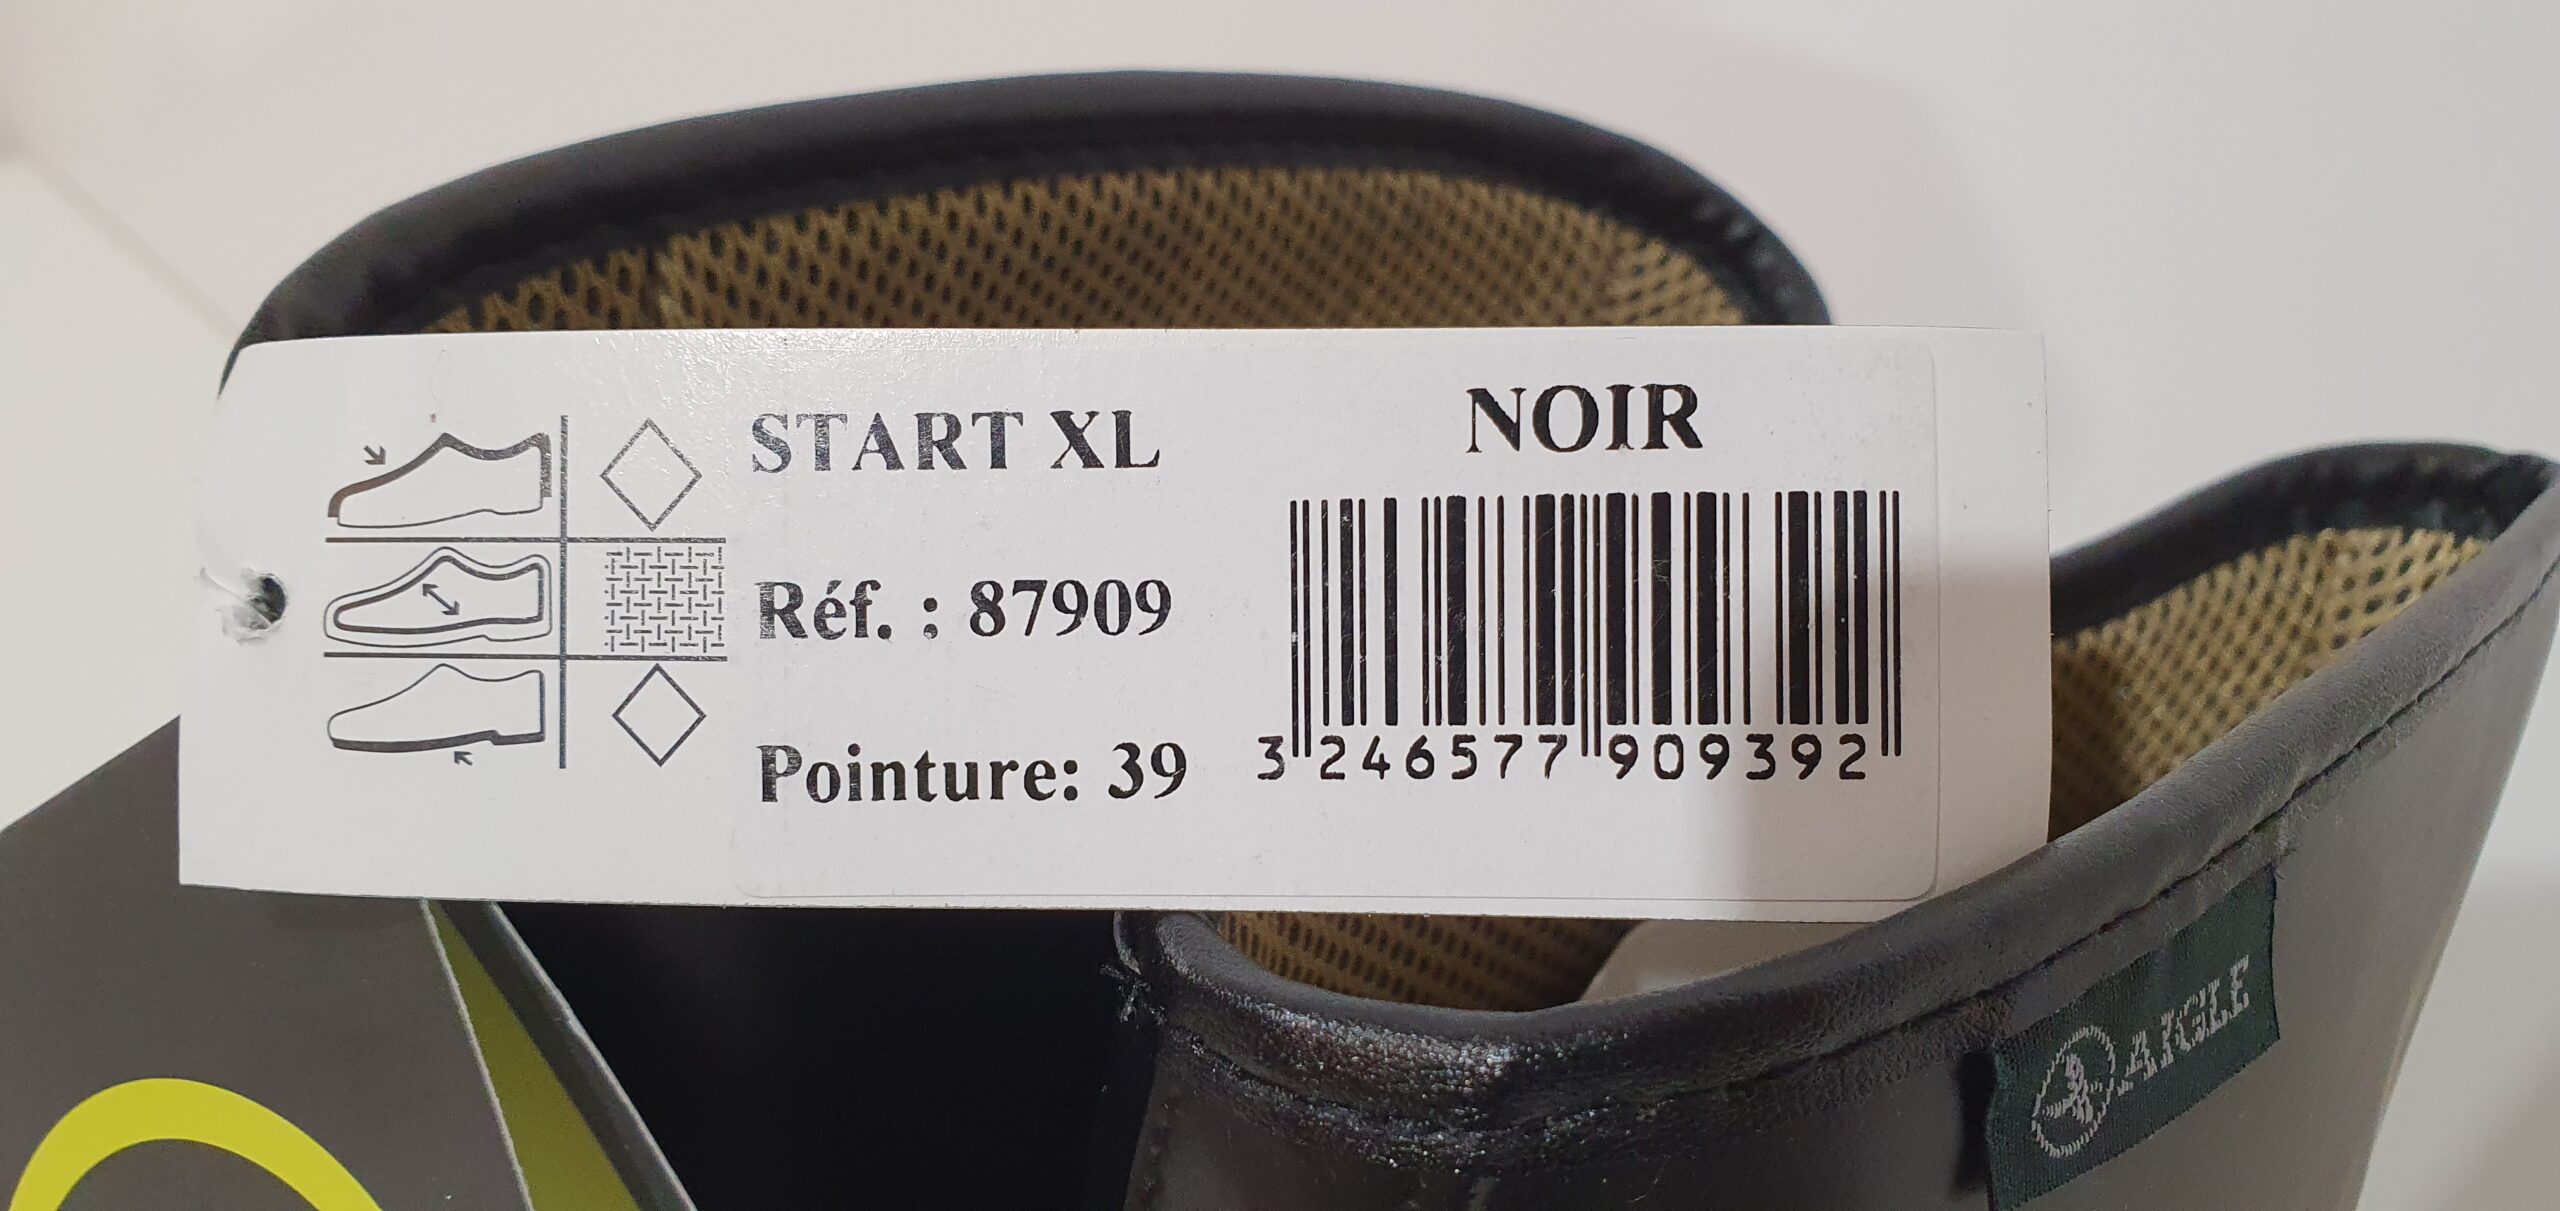 START XL
NOIR
Réf. : 87909
Pointure: 39
3 246577 909392
AIGLE